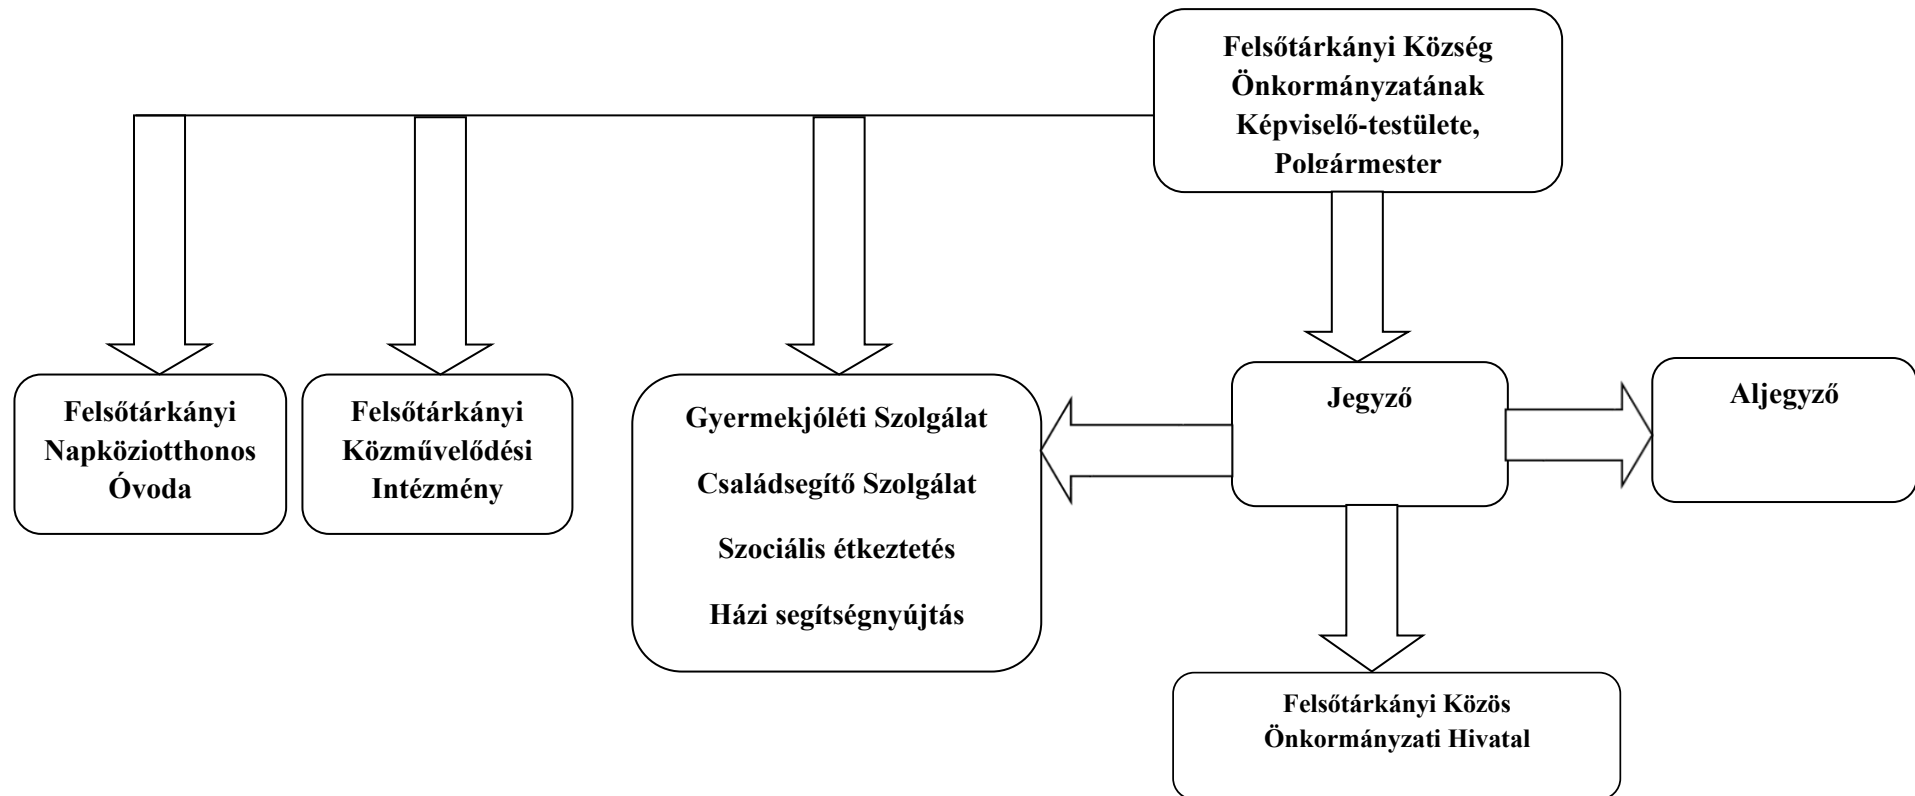 Felsőtárkányi Község
Önkormányzatának
Képviselő-testülete,
Polgármester
Felsőtárkányi
Napköziotthonos
Óvoda
Felsőtárkányi
Közművelődési
Intézmény
Gyermekjóléti Szolgálat
Családsegítő Szolgálat
Szociális étkeztetés
Házi segítségnyújtás
Jegyző
Aljegyző
Felsőtárkányi Közös
Önkormányzati Hivatal